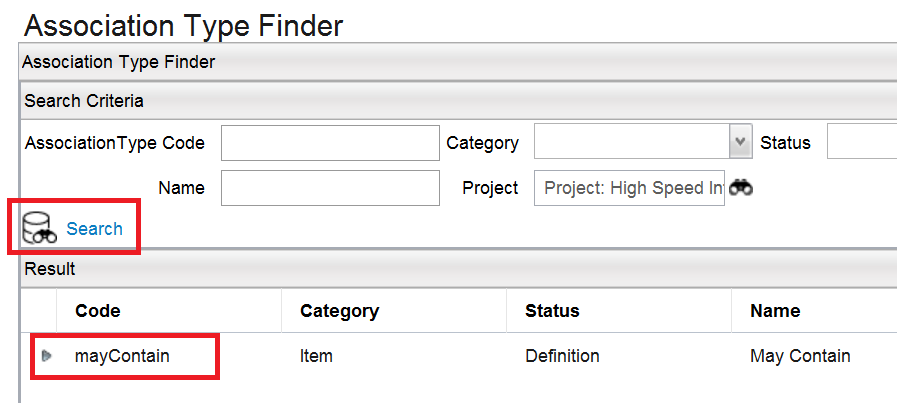 Association Type Finder
Association Type Finder
Search Criteria
AssociationType Code Category Status
Name Project Project: High Speed In
Search
Result
Code Category Status Name
mayContain Item Definition May Contain